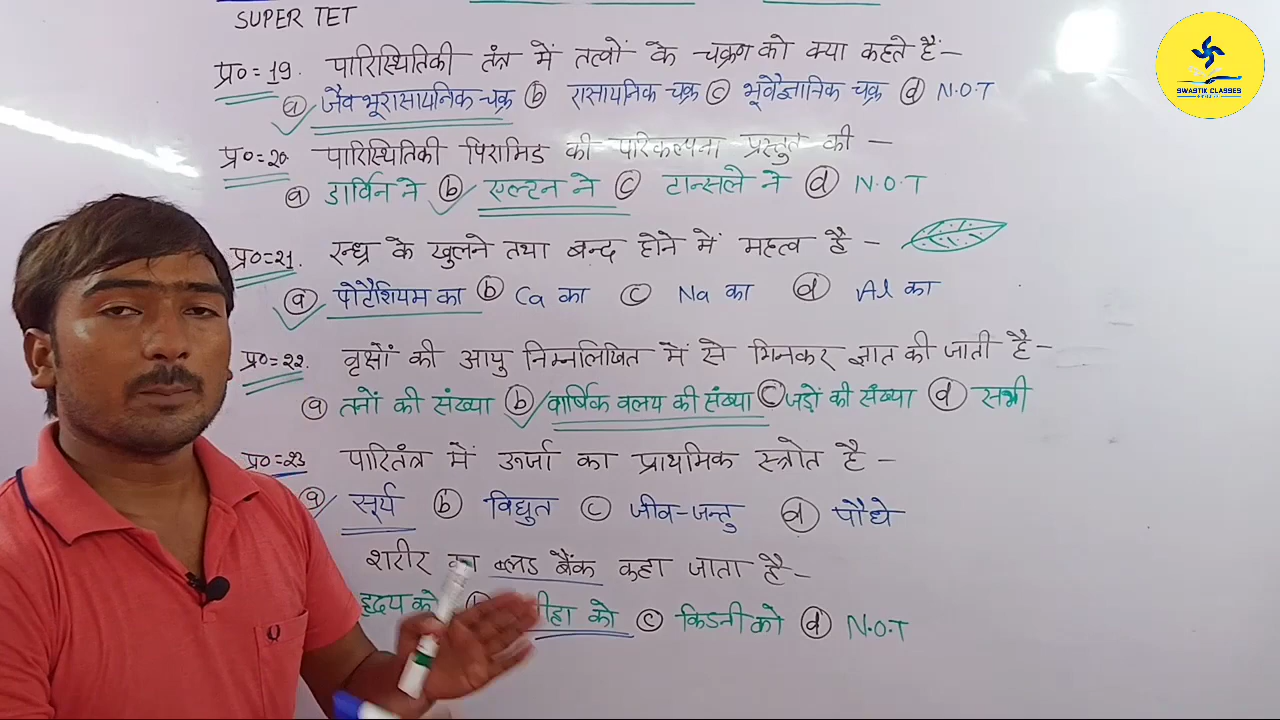 SUPER TET
SWASTIK CLASSES
प्र०=19. पारिस्थितिकी तंत्र में तत्वों के चक्रण को क्या कहते हैं-
(a) जैव भूरासायनिक चक्र (b) रासायनिक चक्र (c) भूवैज्ञानिक चक्र (d) N.O.T
प्र०=20 पारिस्थितिकी पिरामिड की परिकल्पना प्रस्तुत की -
(a) डार्विन ने (b) एल्टन ने (c) टान्सले ने (d) N.O.T
प्र०=21. रन्ध्र के खुलने तथा बन्द होने में महत्व है -
(a) पोटैशियम का (b) Ca का (c) Na का (d) Al का
प्र०=22. वृक्षों की आयु निम्नलिखित में से गिनकर ज्ञात की जाती है-
(a) तनों की संख्या (b) वार्षिक वलय की संख्या (c) जड़ों की संख्या (d) सभी
प्र०=23 पारितंत्र में ऊर्जा का प्राथमिक स्त्रोत है -
(a) सूर्य (b) विद्युत (c) जीव-जन्तु (d) पौधे
शरीर का ब्लड बैंक कहा जाता है-
हृदय को को (c) किडनी को (d) N.O.T